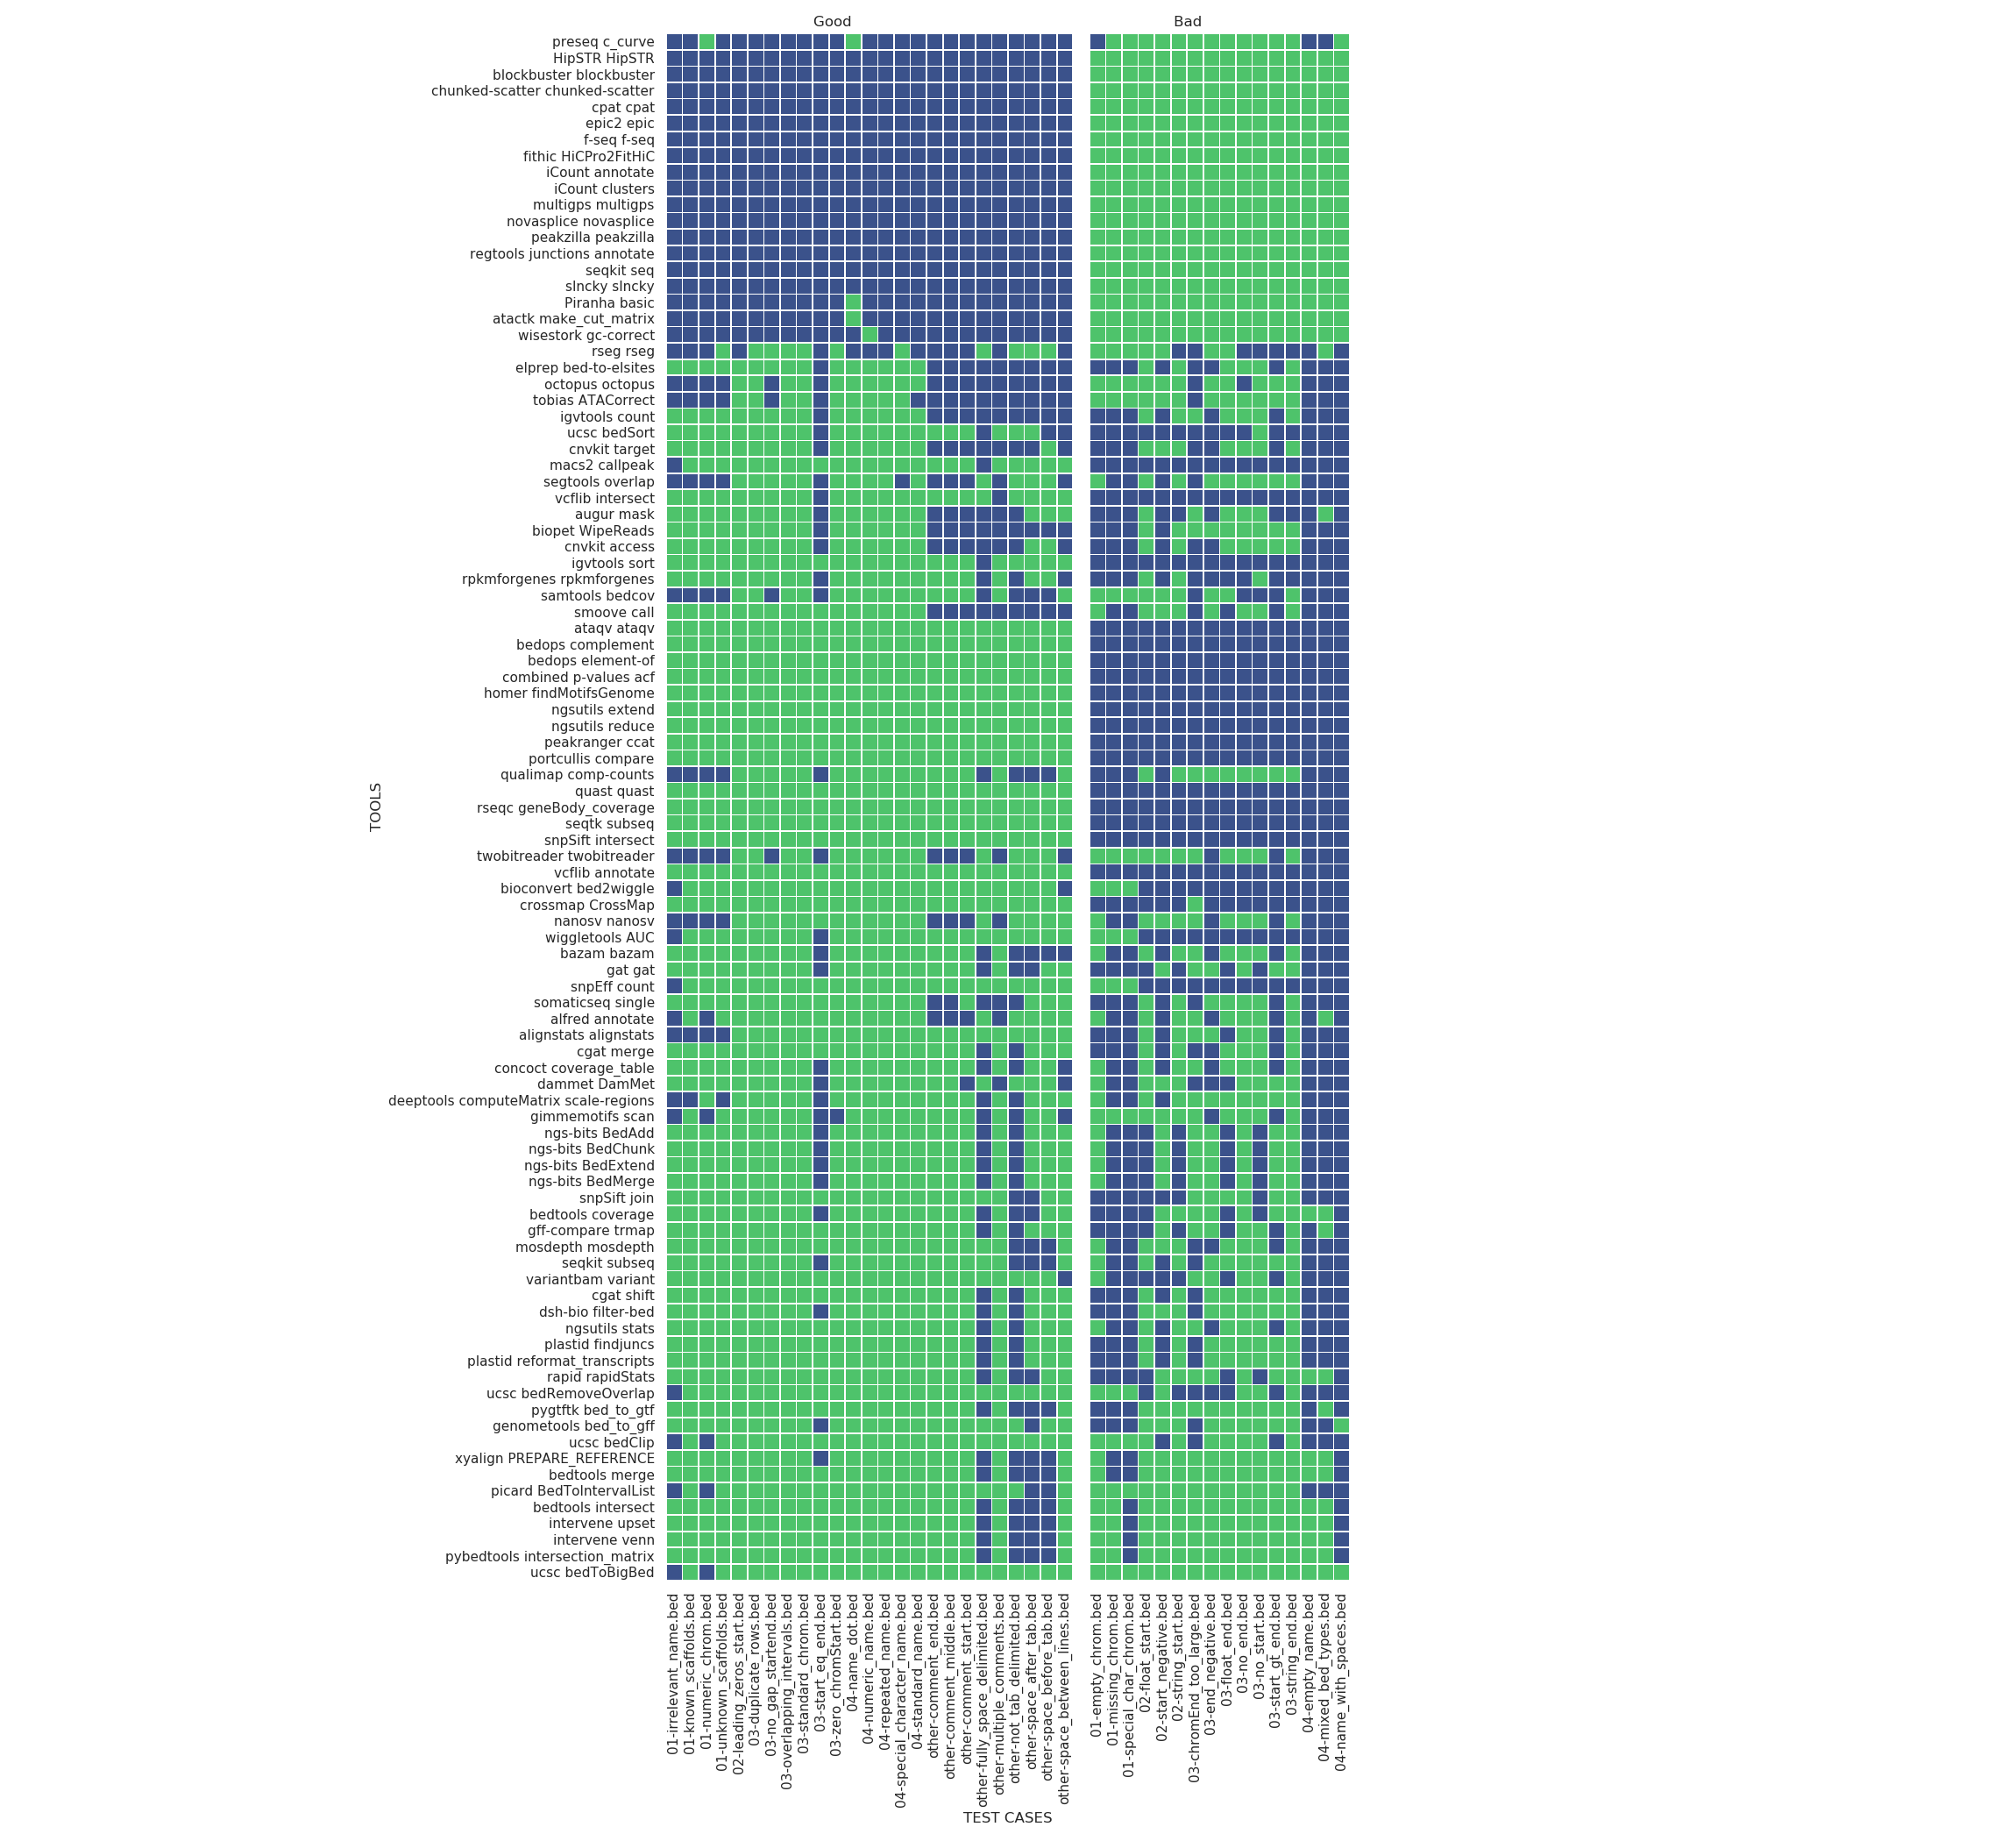 Good
Bad
preseq c_curve
HipSTR HipSTR
blockbuster blockbuster
chunked-scatter chunked-scatter
cpat cpat
epic2 epic
f-seq f-seq
fithic HiCPro2FitHiC
iCount annotate
iCount clusters
multigps multigps
novasplice novasplice
peakzilla peakzilla
regtools junctions annotate
seqkit seq
slncky slncky
Piranha basic
atactk make_cut_matrix
wisestork gc-correct
rseg rseg
elprep bed-to-elsites
octopus octopus
tobias ATACorrect
igvtools count
ucsc bedSort
cnvkit target
macs2 callpeak
segtools overlap
vcflib intersect
augur mask
biopet WipeReads
cnvkit access
igvtools sort
rpkmforgenes rpkmforgenes
samtools bedcov
smoove call
ataqv ataqv
bedops complement
bedops element-of
combined p-values acf
homer findMotifsGenome
ngsutils extend
ngsutils reduce
peakranger ccat
portcullis compare
qualimap comp-counts
quast quast
rseqc geneBody_coverage
seqtk subseq
snpSift intersect
twobitreader twobitreader
vcflib annotate
bioconvert bed2wiggle
crossmap CrossMap
nanosv nanosv
wiggletools AUC
bazam bazam
gat gat
snpEff count
somaticseq single
alfred annotate
alignstats alignstats
cgat merge
concoct coverage_table
dammet DamMet
deeptools computeMatrix scale-regions
gimmemotifs scan
ngs-bits BedAdd
ngs-bits BedChunk
ngs-bits BedExtend
ngs-bits BedMerge
snpSift join
bedtools coverage
gff-compare trmap
mosdepth mosdepth
seqkit subseq
variantbam variant
cgat shift
dsh-bio filter-bed
ngsutils stats
plastid findjuncs
plastid reformat_transcripts
rapid rapidStats
ucsc bedRemoveOverlap
pygtftk bed_to_gtf
genometools bed_to_gff
ucsc bedClip
xyalign PREPARE_REFERENCE
bedtools merge
picard BedToIntervalList
bedtools intersect
intervene upset
intervene venn
pybedtools intersection_matrix
ucsc bedToBigBed
TOOLS
01-irrelevant_name.bed
01-known_scaffolds.bed
01-numeric_chrom.bed
01-unknown_scaffolds.bed
02-leading_zeros_start.bed
03-duplicate_rows.bed
03-no_gap_startend.bed
03-overlapping_intervals.bed
03-standard_chrom.bed
03-start_eq_end.bed
03-zero_chromStart.bed
04-name_dot.bed
04-numeric_name.bed
04-repeated_name.bed
04-special_character_name.bed
04-standard_name.bed
other-comment_end.bed
other-comment_middle.bed
other-comment_start.bed
other-fully_space_delimited.bed
other-multiple_comments.bed
other-not_tab_delimited.bed
other-space_after_tab.bed
other-space_before_tab.bed
other-space_between_lines.bed
01-empty_chrom.bed
01-missing_chrom.bed
01-special_char_chrom.bed
02-float_start.bed
02-start_negative.bed
02-string_start.bed
03-chromEnd_too_large.bed
03-end_negative.bed
03-float_end.bed
03-no_end.bed
03-no_start.bed
03-start_gt_end.bed
03-string_end.bed
04-empty_name.bed
04-mixed_bed_types.bed
04-name_with_spaces.bed
TEST CASES